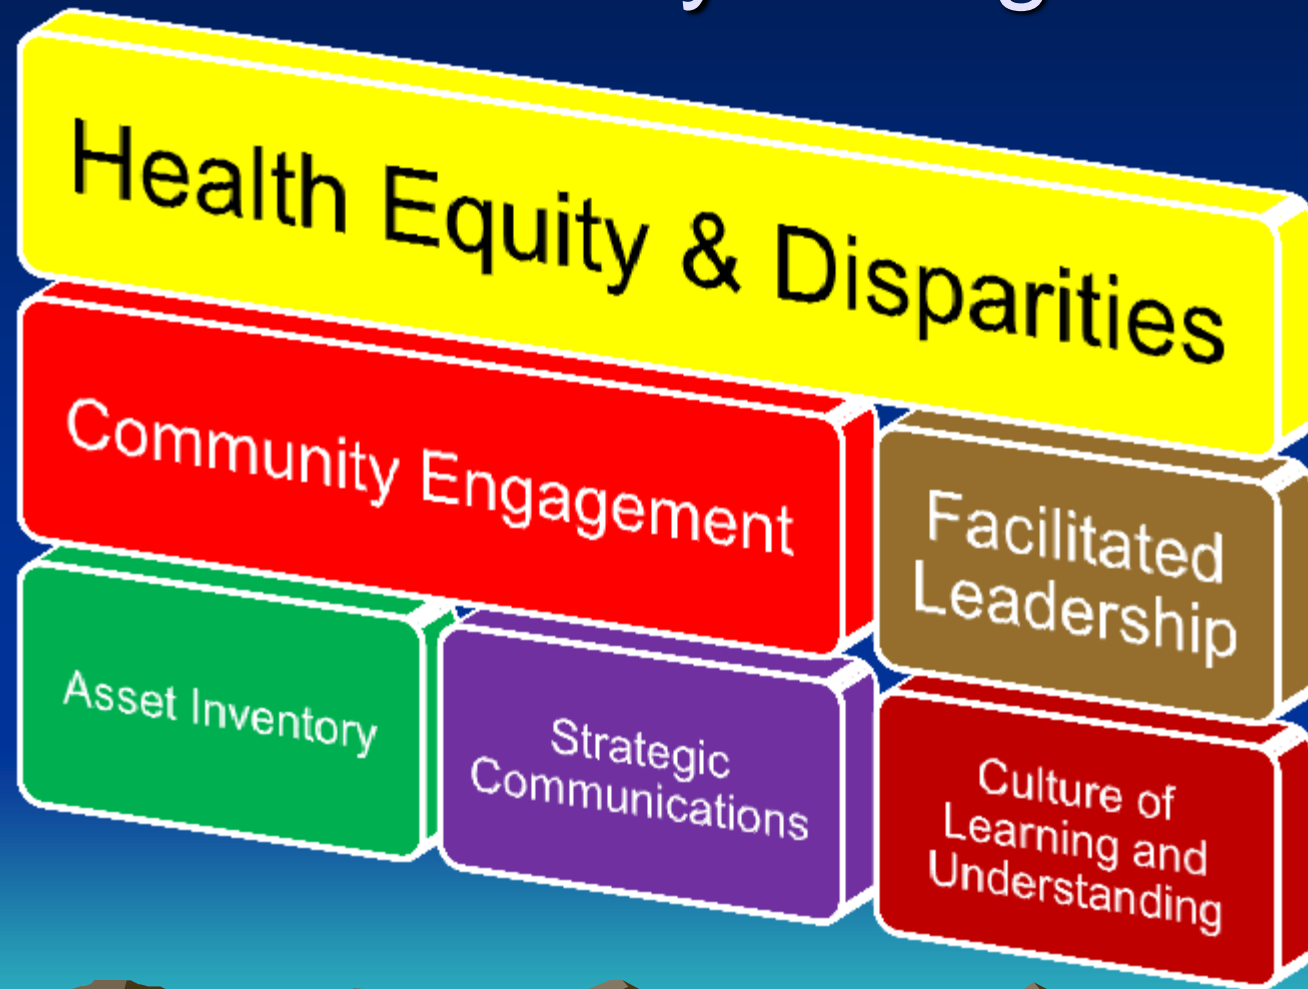 Health Equity & Disparities
Community Engagement
Facilitated
Leadership
Asset Inventory
Strategic
Communications
Culture of
Learning and
Understanding